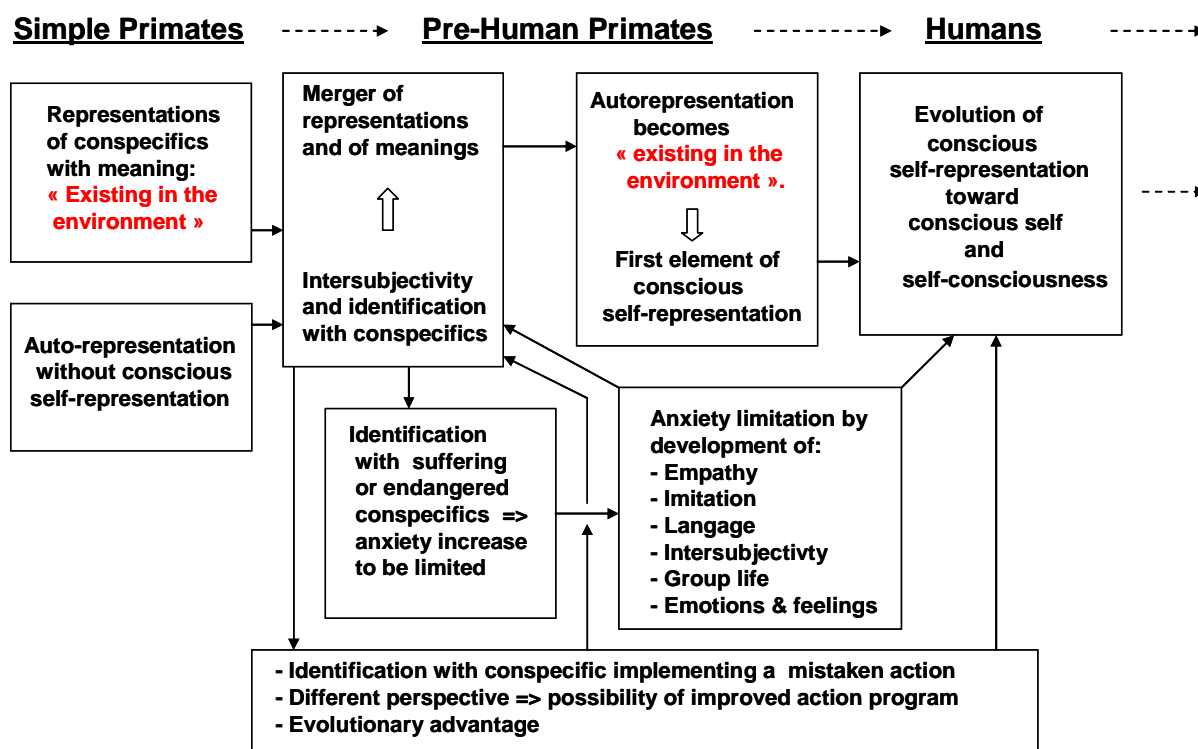 Simple Primates
Pre-Human Primates
Humans
Representations
of conspecifics
with meaning:
« Existing in the
environment »
Auto-representation
without conscious
self-representation
Merger of
representations
and of meanings
Intersubjectivity
and identification
with conspecifics
Autorepresentation
becomes
« existing in the
environment ».
First element of
conscious
self-representation
Evolution of
conscious
self-representation
toward
conscious self
and
self-consciousness
Identification
with suffering
or endangered
conspecifics =>
anxiety increase
to be limited
Anxiety limitation by
development of:
- Empathy
- Imitation
- Langage
- Intersubjectivty
- Group life
- Emotions & feelings
- Identification with conspecific implementing a mistaken action
- Different perspective => possibility of improved action program
- Evolutionary advantage